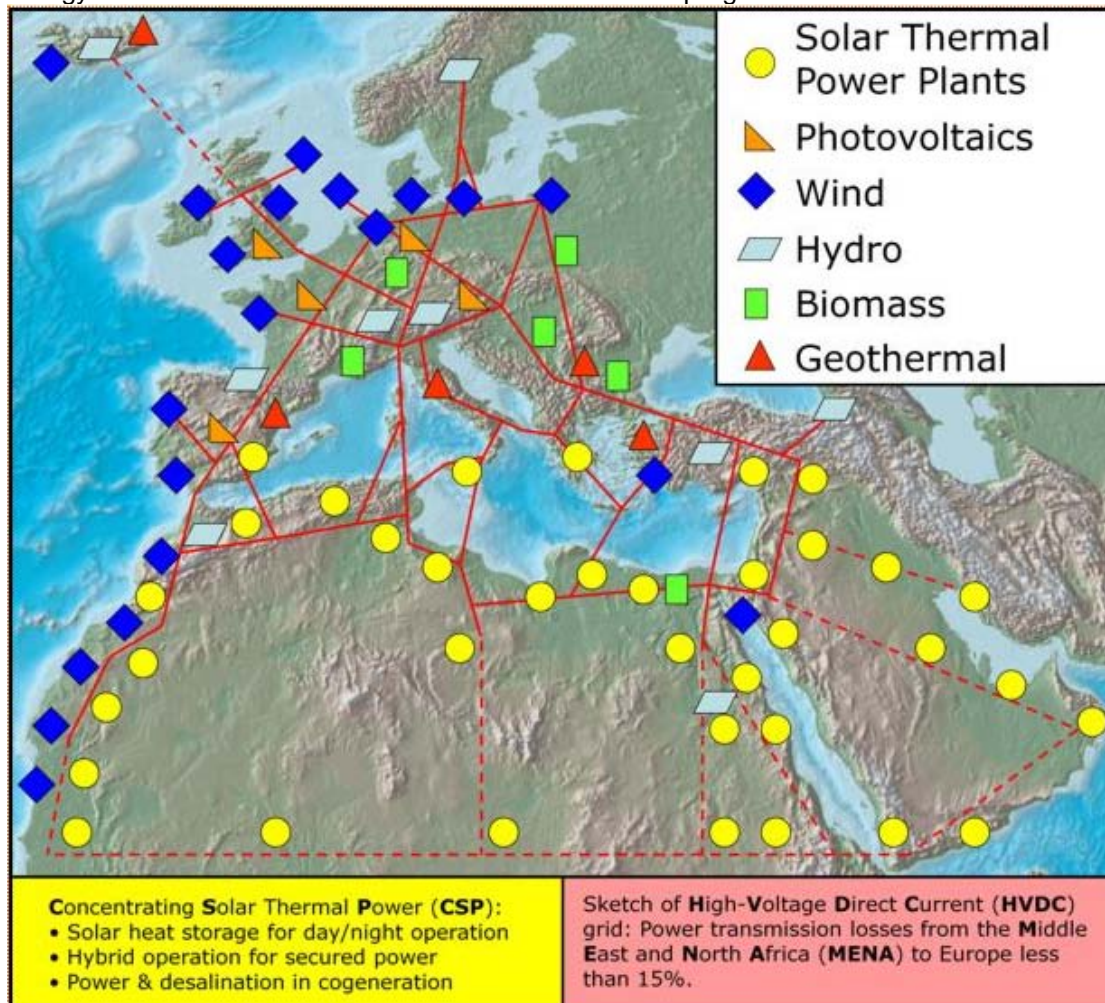 Solar Thermal
Power Plants
Photovoltaics
Wind
Hydro
Biomass
Geothermal
Concentrating Solar Thermal Power (CSP):
• Solar heat storage for day/night operation
• Hybrid operation for secured power
• Power & desalination in cogeneration
Sketch of High-Voltage Direct Current (HVDC)
grid: Power transmission losses from the Middle
East and North Africa (MENA) to Europe less
than 15%.